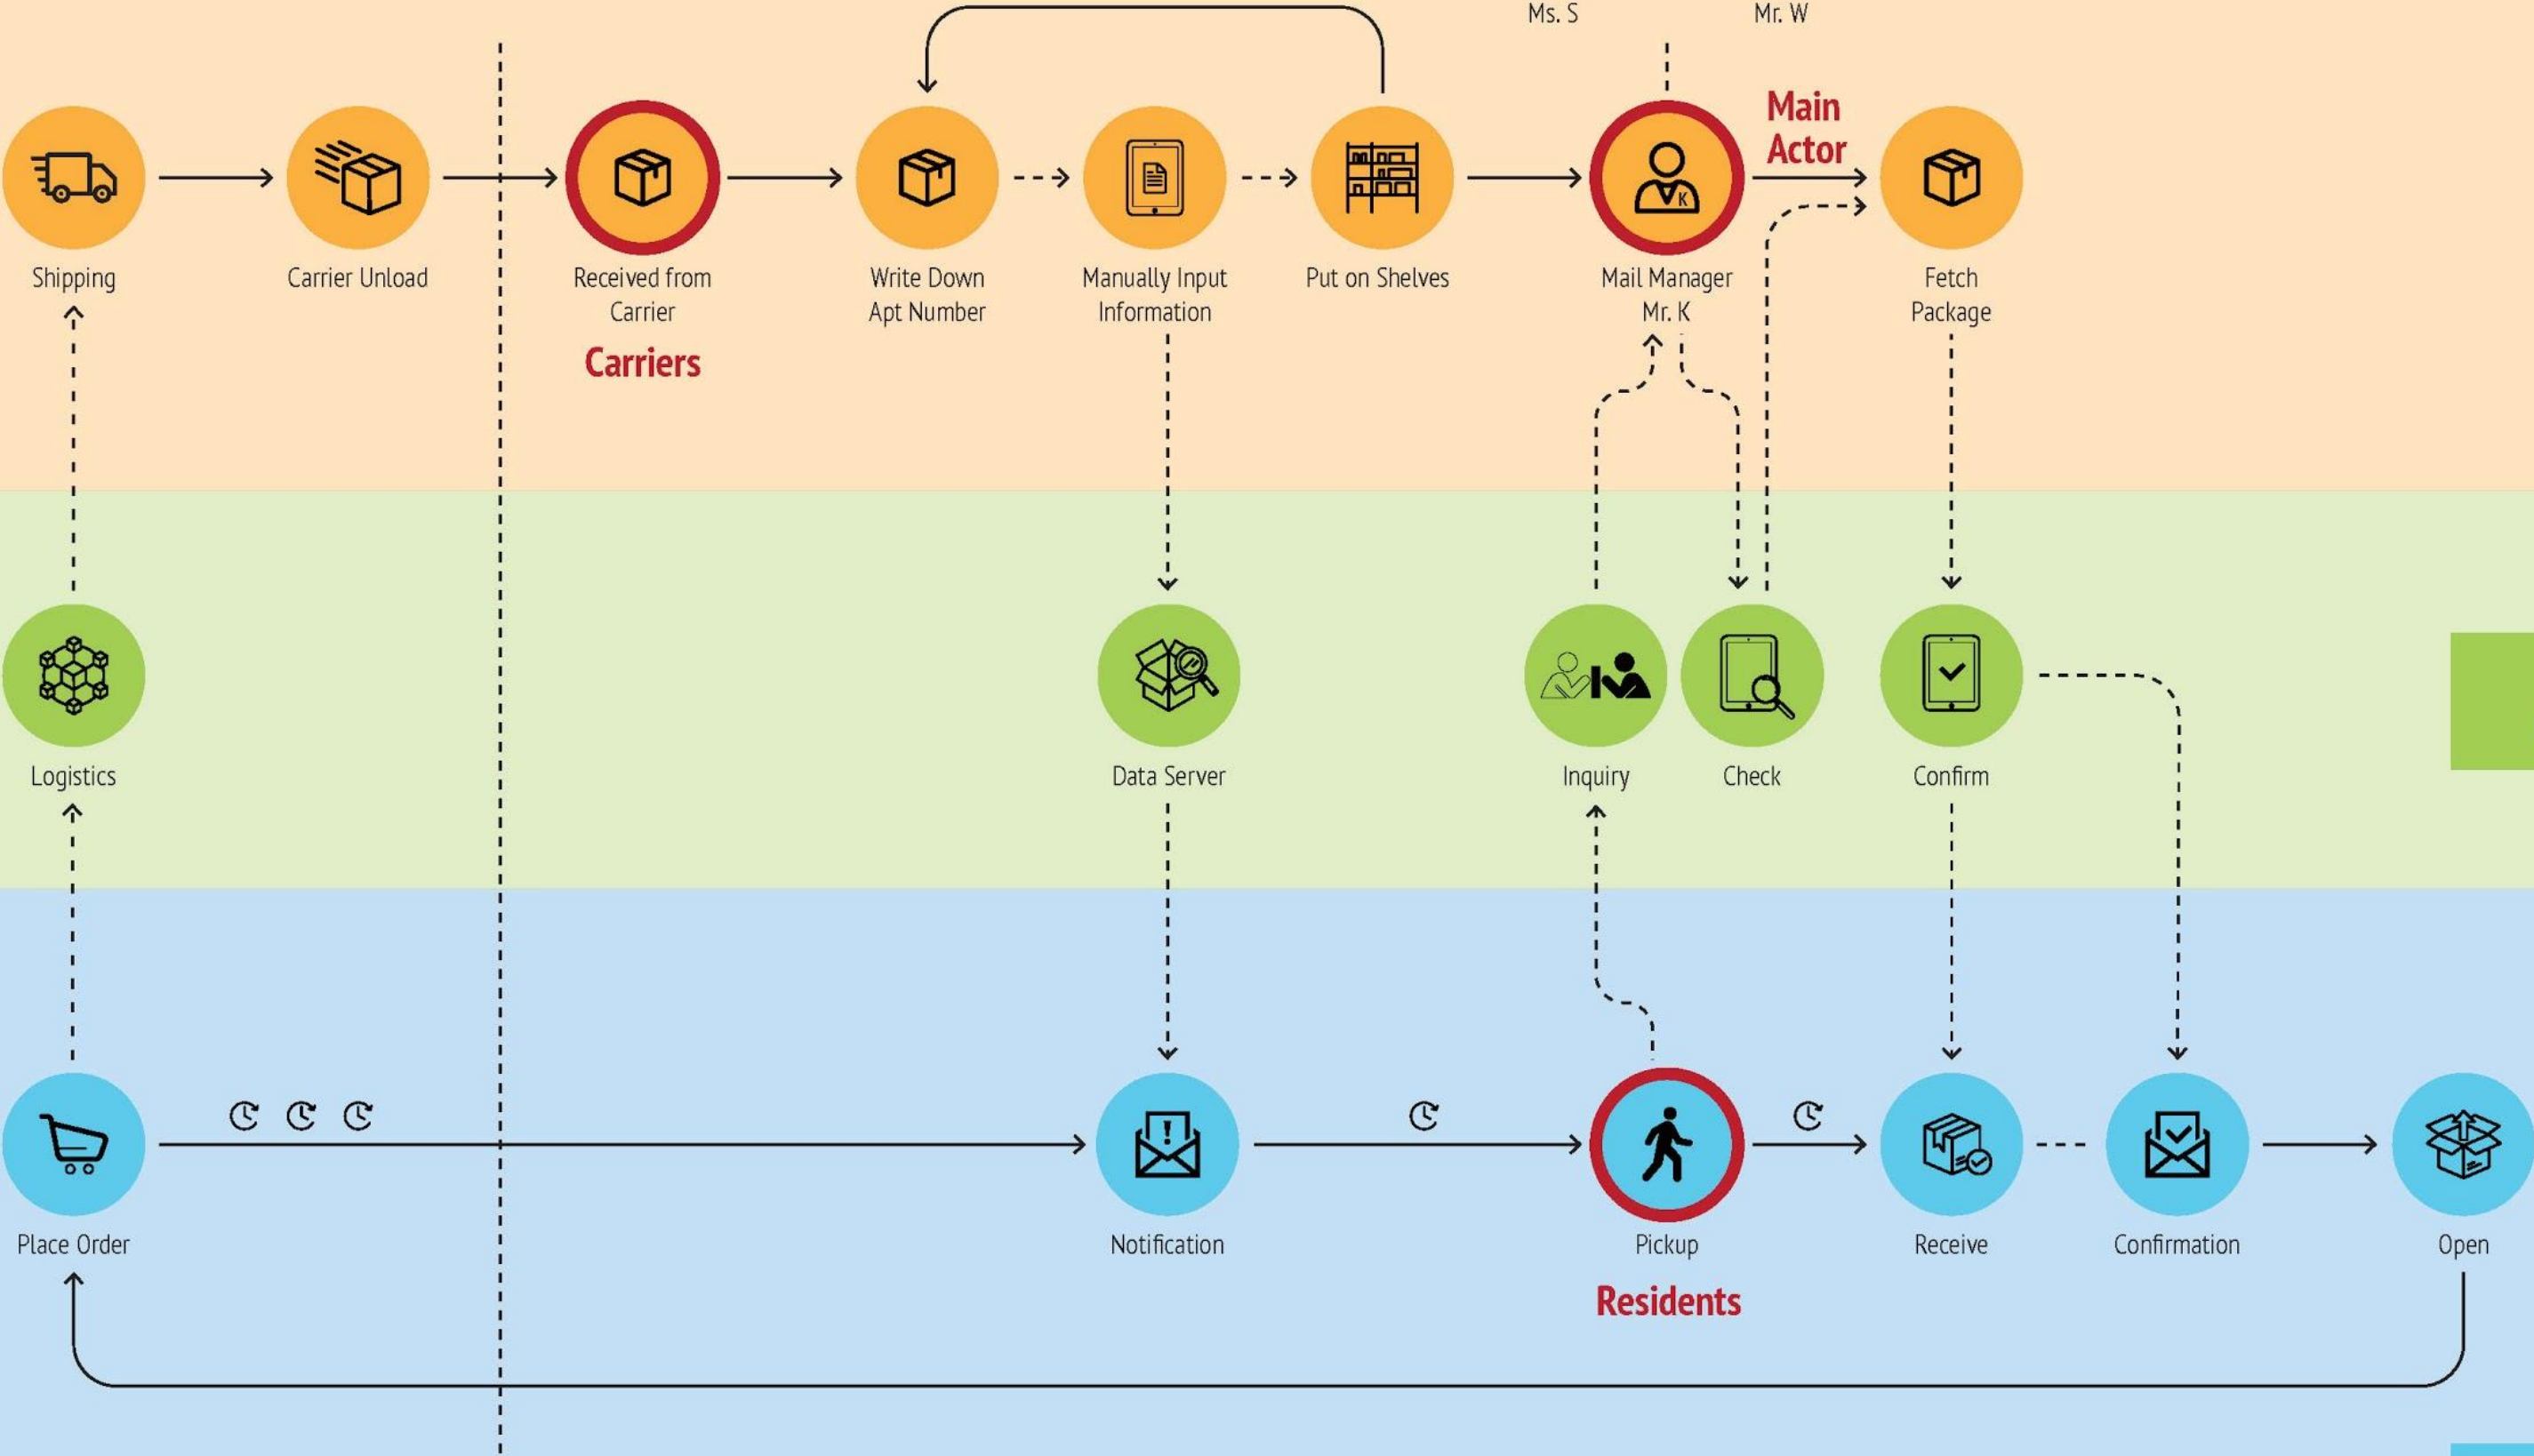 Ms. S
Mr. W
Main
Actor
K
Shipping
Carrier Unload
Received from
Carrier
Write Down
Apt Number
Manually Input
Information
Put on Shelves
Mail Manager
Mr. K
Fetch
Package
Carriers
Logistics
Data Server
Inquiry
Check
Confirm
!
Place Order
Notification
Pickup
Receive
Confirmation
Open
Residents